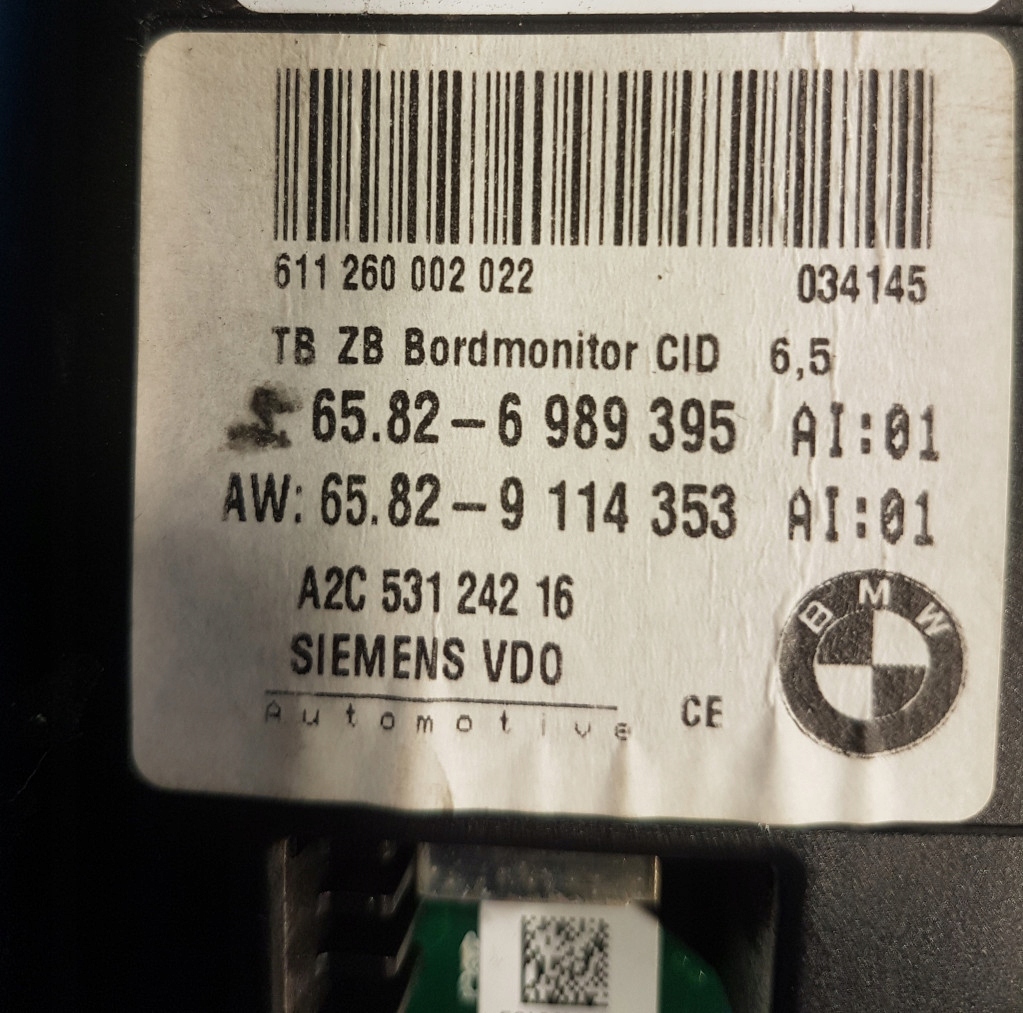 611 260 002 022 034145
TB ZB Bordmonitor CID 6,5
65.82-6 989 395 AI:01
AW: 65.82-9 114 353 AI:01
A2C 531 242 16
SIEMENS VDO
Automotive CE
BMW